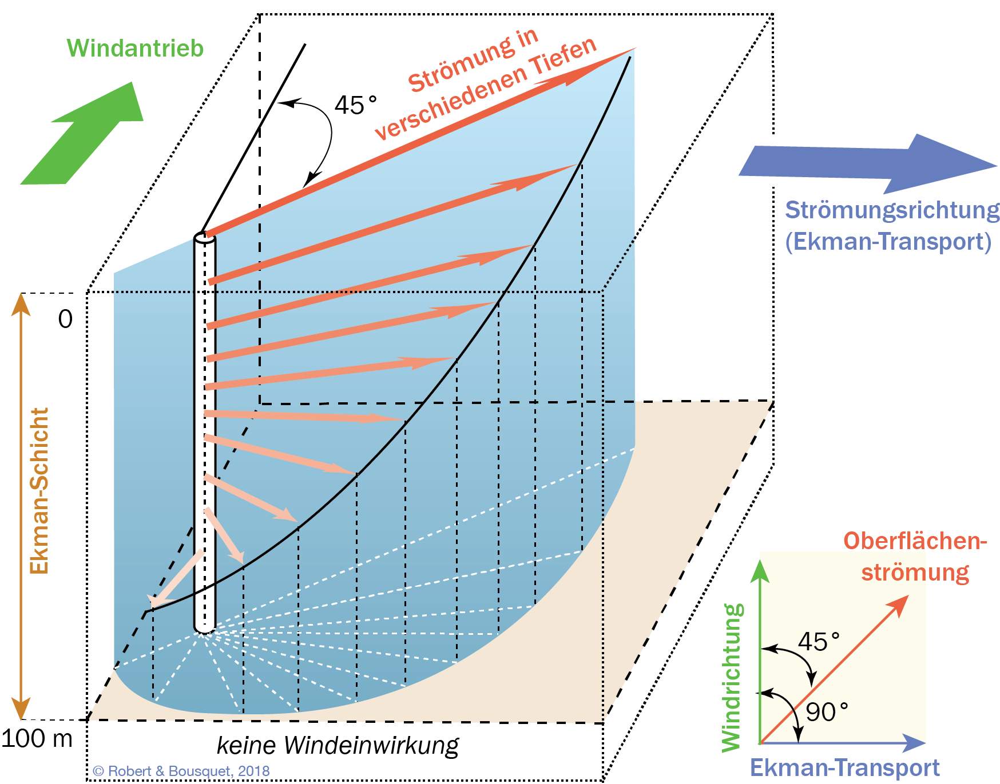 Windantrieb
Strömung in
verschiedenen Tiefen
45°
Strömungsrichtung
(Ekman-Transport)
0
Ekman-Schicht
100 m
keine Windeinwirkung
© Robert & Bousquet, 2018
Oberflächen-
strömung
Windrichtung
45°
90°
Ekman-Transport